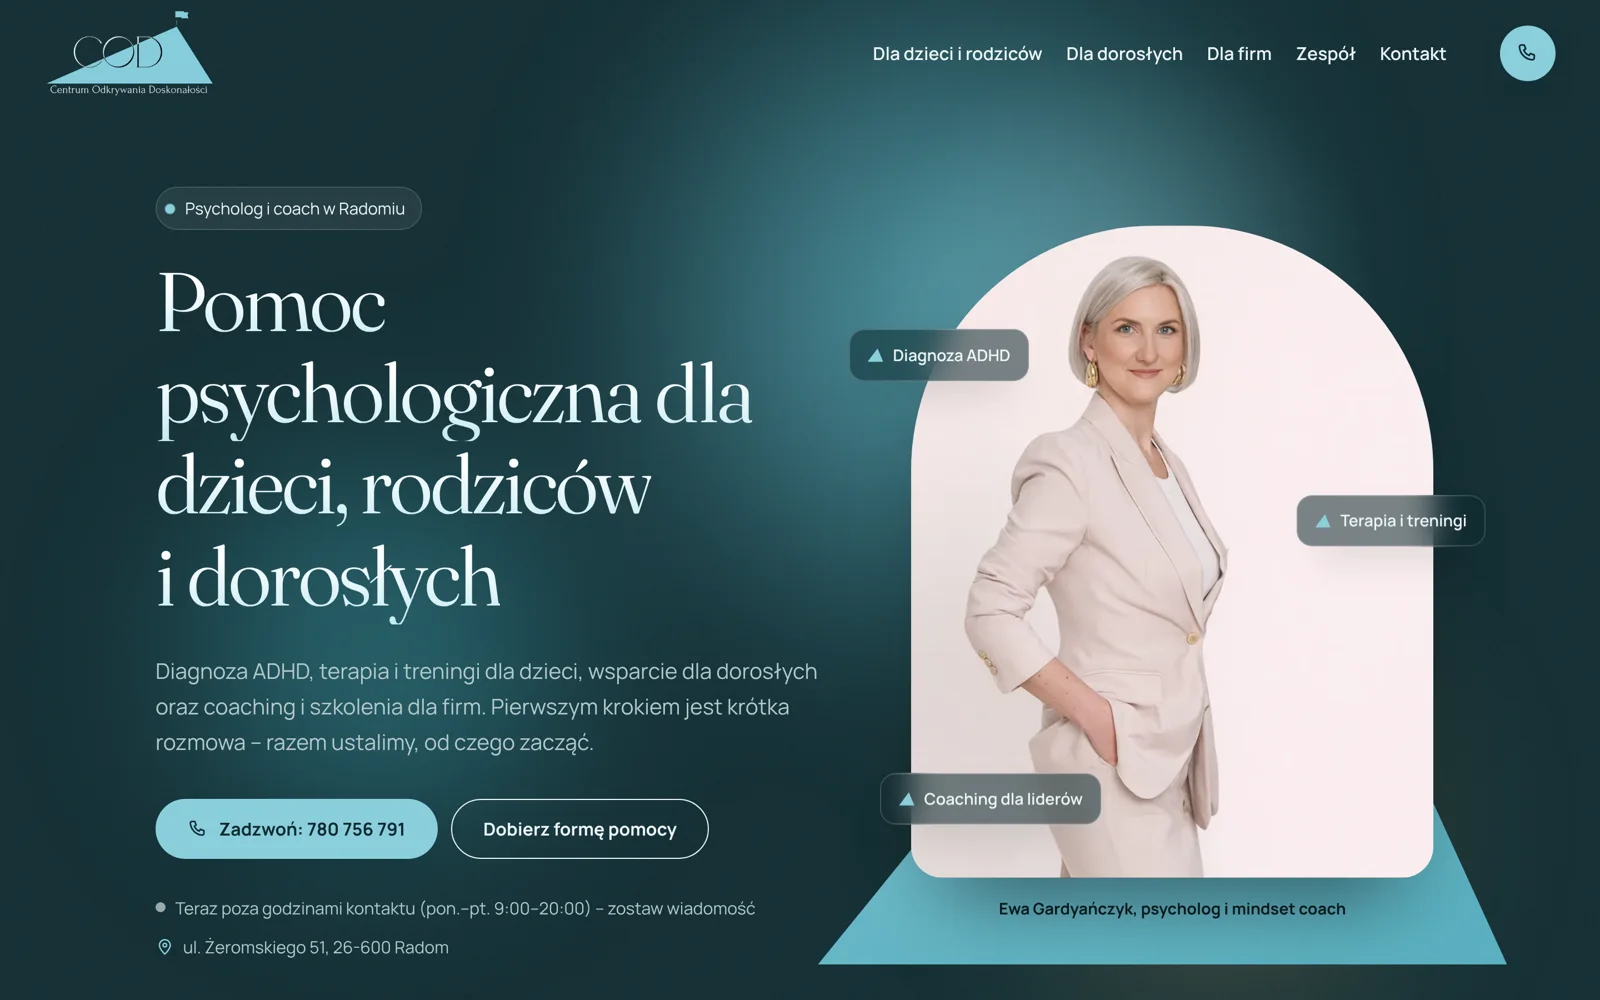 COD
Centrum Odkrywania Doskonałości
Dla dzieci i rodziców
Dla dorosłych
Dla firm
Zespół
Kontakt
Psycholog i coach w Radomiu
Pomoc
psychologiczna dla
dzieci, rodziców
i dorosłych
Diagnoza ADHD, terapia i treningi dla dzieci, wsparcie dla dorosłych
oraz coaching i szkolenia dla firm. Pierwszym krokiem jest krótka
rozmowa – razem ustalimy, od czego zacząć.
Zadzwoń: 780 756 791
Dobierz formę pomocy
Teraz poza godzinami kontaktu (pon.–pt. 9:00–20:00) – zostaw wiadomość
ul. Żeromskiego 51, 26-600 Radom
Diagnoza ADHD
Terapia i treningi
Coaching dla liderów
Ewa Gardyańczyk, psycholog i mindset coach